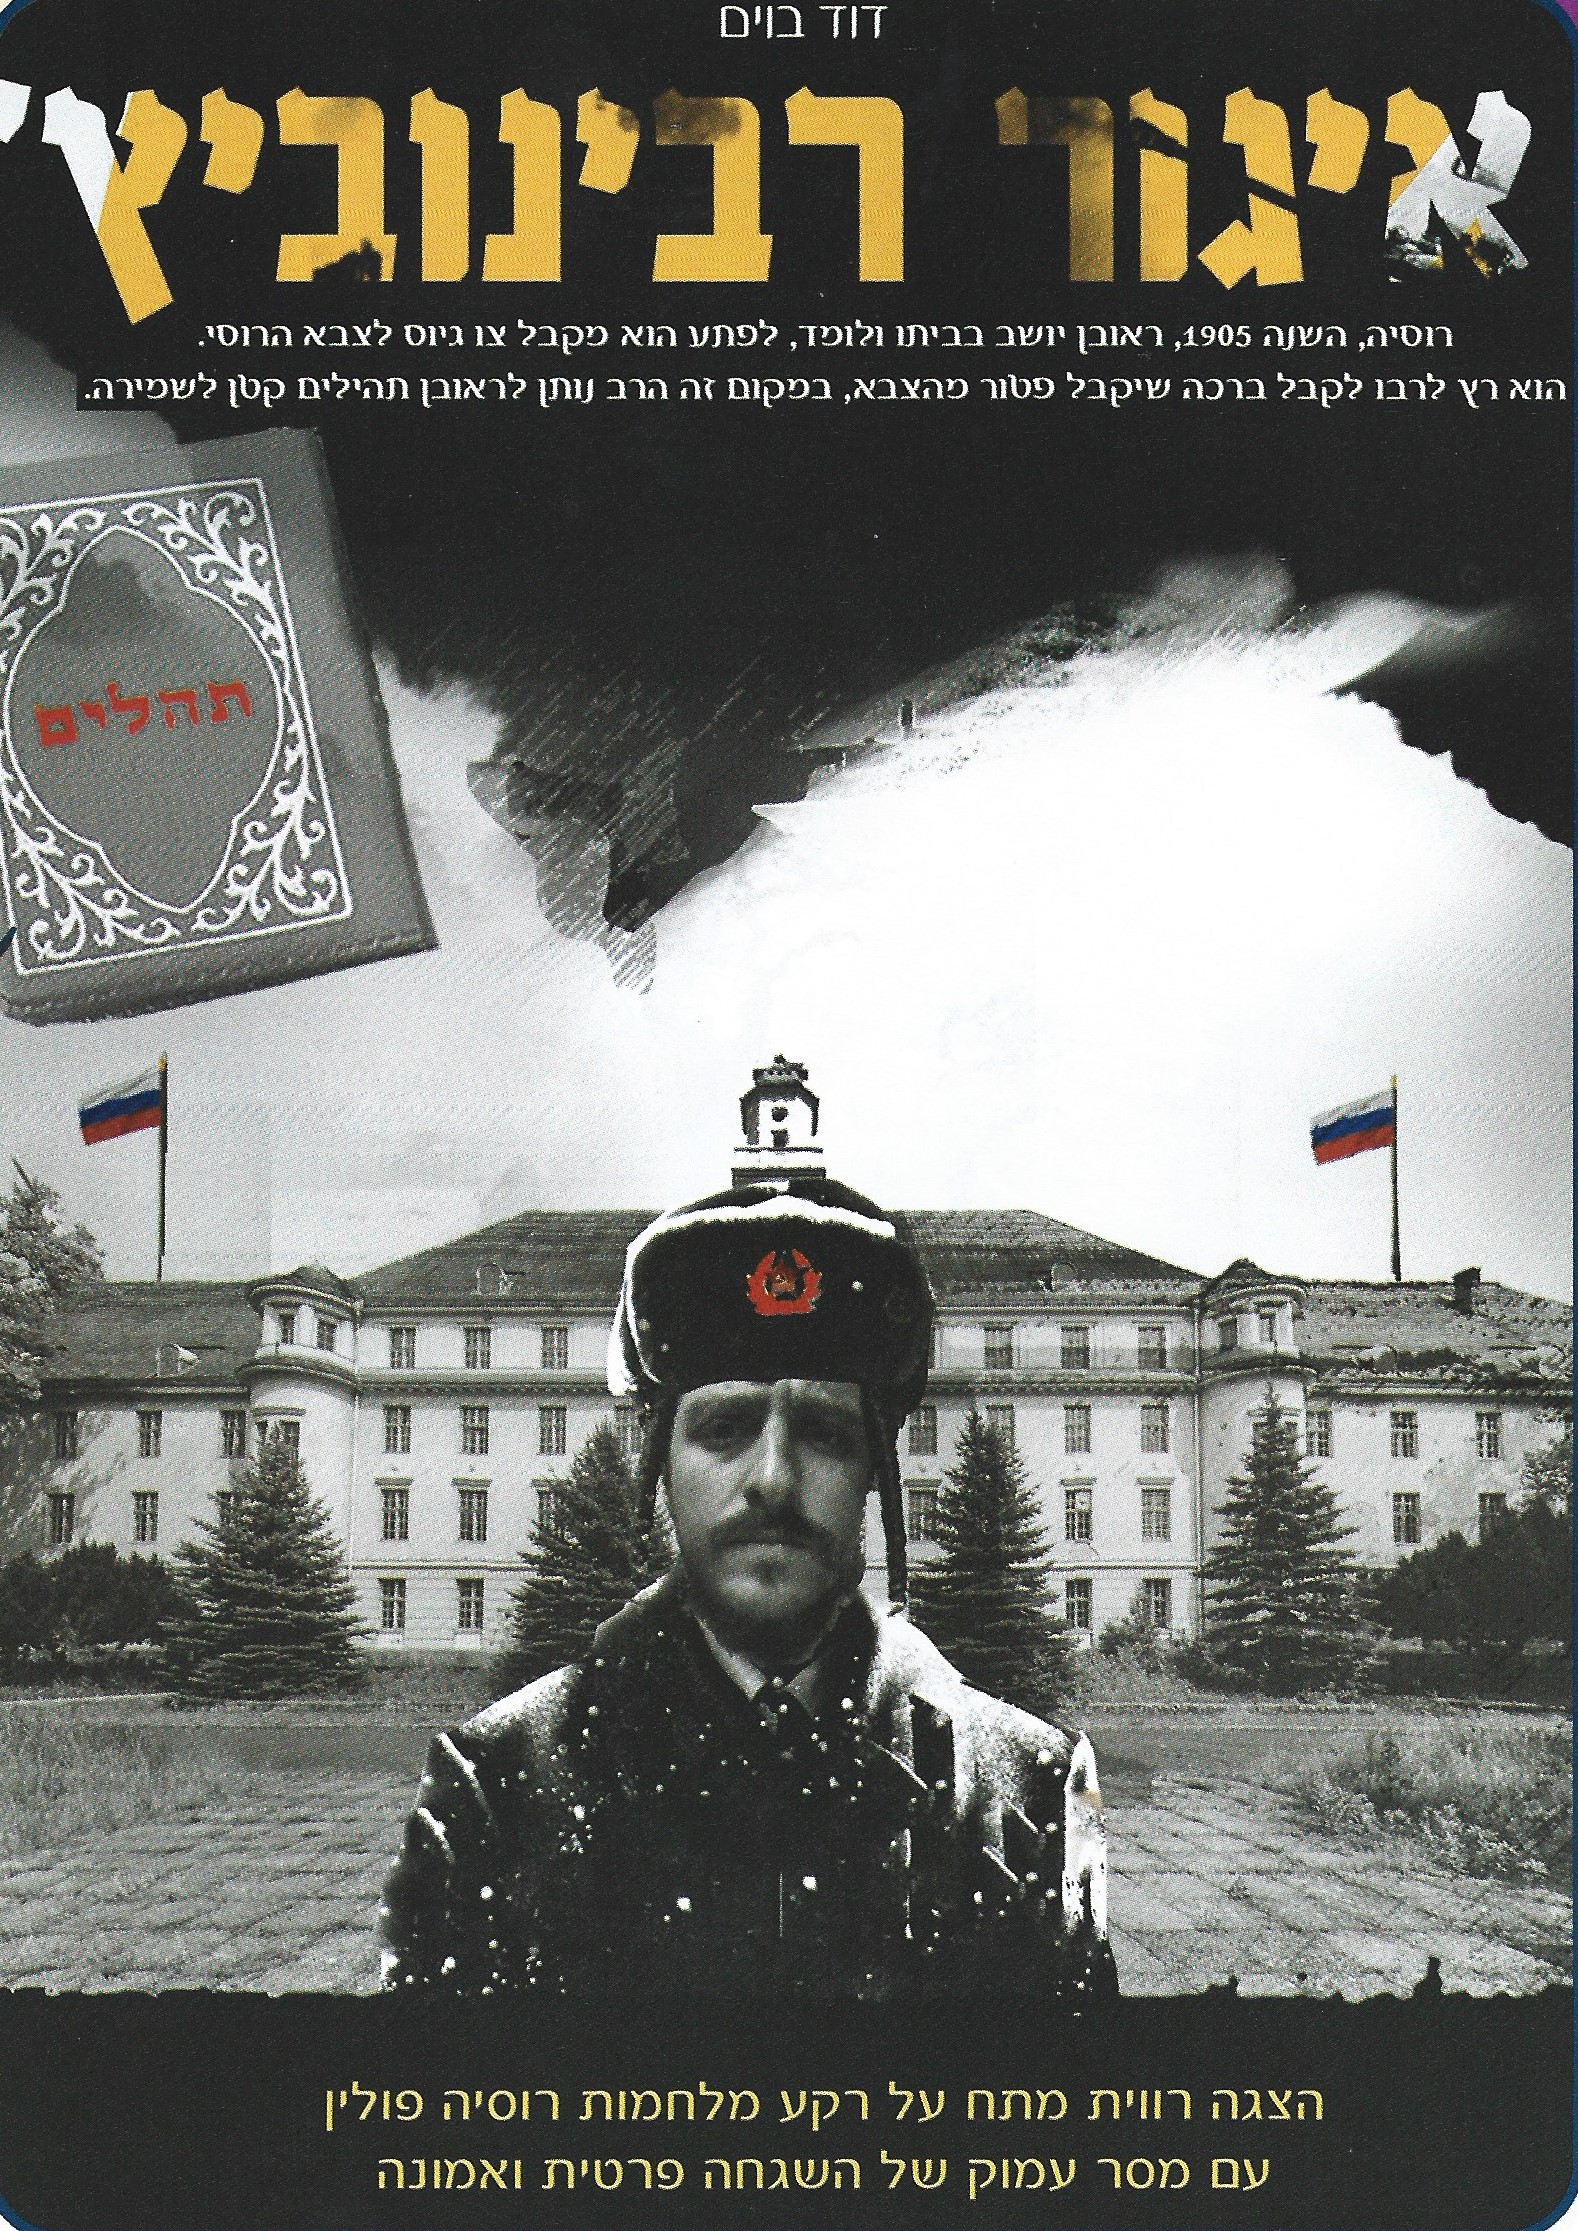 דוד בוים
איגור רבינוביץ'
רוסיה, השנה 1905, ראובן יושב בביתו ולומד, לפתע הוא מקבל צו גיוס לצבא הרוסי.
הוא רץ לרבו לקבל ברכה שיקבל פטור מהצבא, במקום זה הרב נותן לראובן תהילים קטן לשמירה.
תהלים
הצגה רווית מתח על רקע מלחמות רוסיה פולין
עם מסר עמוק של השגחה פרטית ואמונה